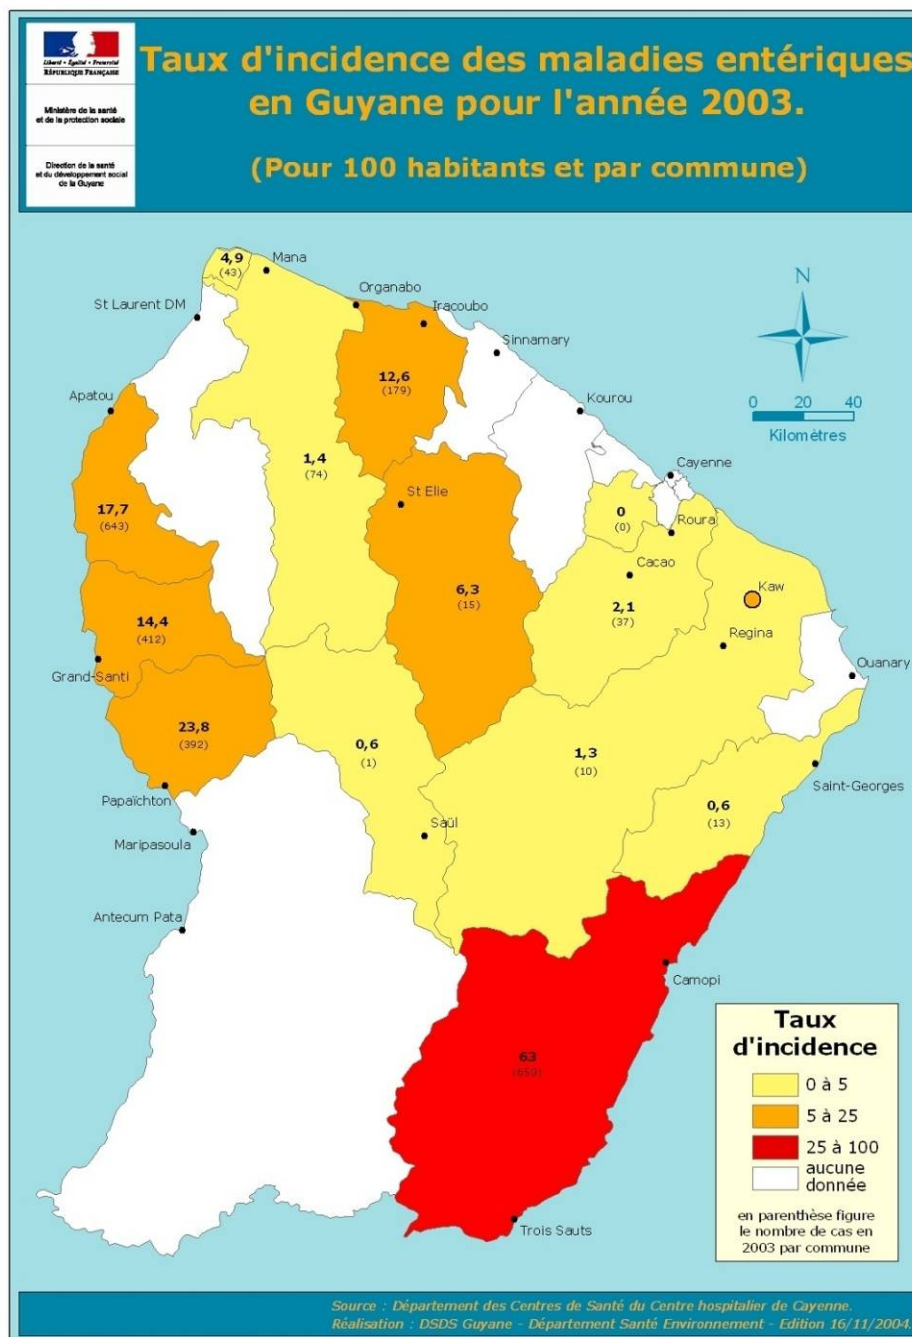 Liberté • Égalité • Fraternité
RÉPUBLIQUE FRANÇAISE
Ministère de la santé
et de la protection sociale
Direction de la santé
et du développement social
de la Guyane
Taux d'incidence des maladies entériques
en Guyane pour l'année 2003.
(Pour 100 habitants et par commune)
4,9
(43)
Mana
St Laurent DM
Organabo
Iracoubo
Sinnamary
N
12,6
(179)
Apatou
Kourou
0 20 40
Kilomètres
1,4
(74)
Cayenne
St Elie
17,7
(643)
0
(0)
Roura
Cacao
Kaw
6,3
(15)
2,1
(37)
14,4
(412)
Regina
Grand-Santi
Ouanary
23,8
(392)
0,6
(1)
1,3
(10)
Saint-Georges
Papaïchton
0,6
(13)
Maripasoula
Saül
Antecum Pata
Camopi
63
(659)
Trois Sauts
Taux
d'incidence
0 à 5
5 à 25
25 à 100
aucune
donnée
en parenthèse figure
le nombre de cas en
2003 par commune
Source : Département des Centres de Santé du Centre hospitalier de Cayenne.
Réalisation : DSDS Guyane - Département Santé Environnement - Edition 16/11/2004.